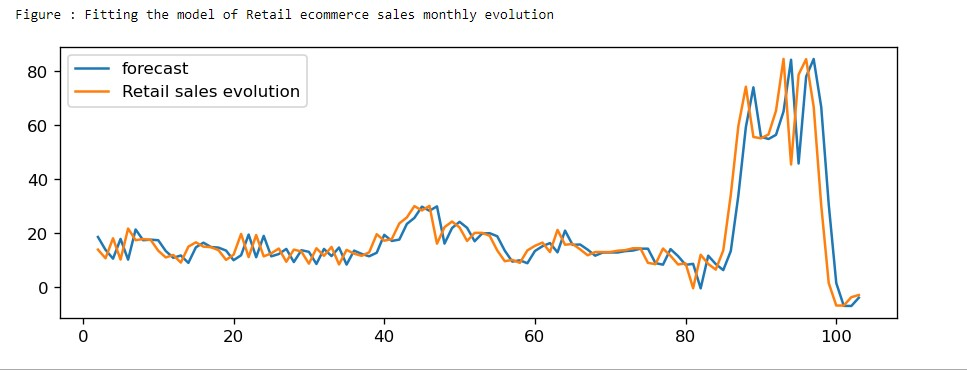 Figure : Fitting the model of Retail ecommerce sales monthly evolution
forecast
Retail sales evolution
80
60
40
20
0
0 20 40 60 80 100